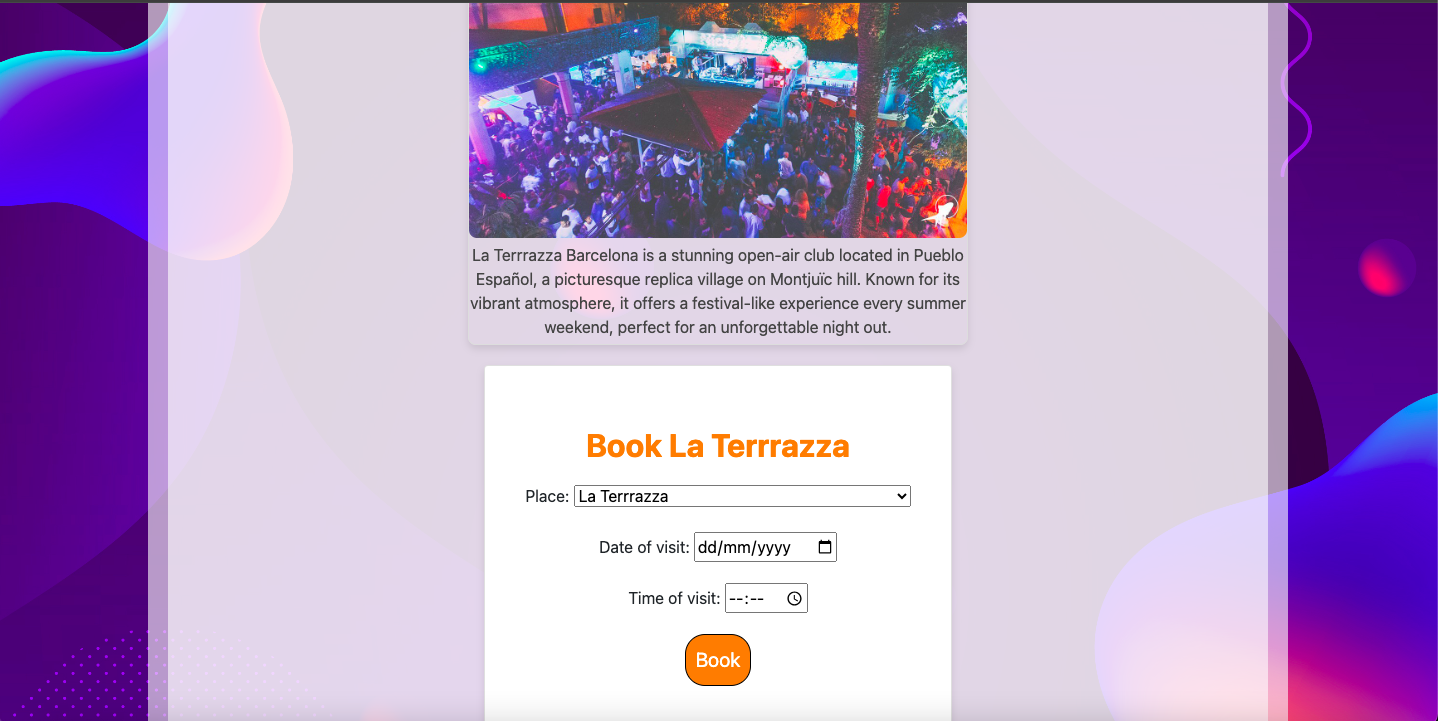 La Terrrazza Barcelona is a stunning open-air club located in Pueblo
Español, a picturesque replica village on Montjuïc hill. Known for its
vibrant atmosphere, it offers a festival-like experience every summer
weekend, perfect for an unforgettable night out.
Book La Terrrazza
Place: La Terrrazza
Date of visit: dd/mm/yyyy
Time of visit: --:--
Book